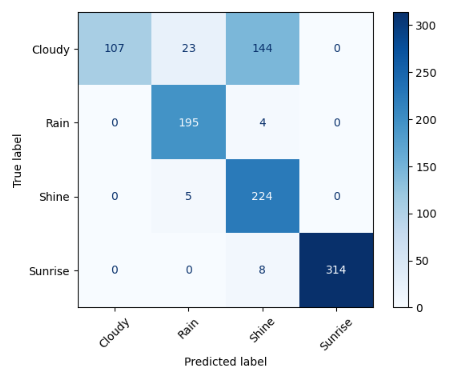 Cloudy 107 23 144 0
Rain 0 195 4 0
Shine 0 5 224 0
Sunrise 0 0 8 314
True label
Cloudy Rain Shine Sunrise
Predicted label
300
250
200
150
100
50
0